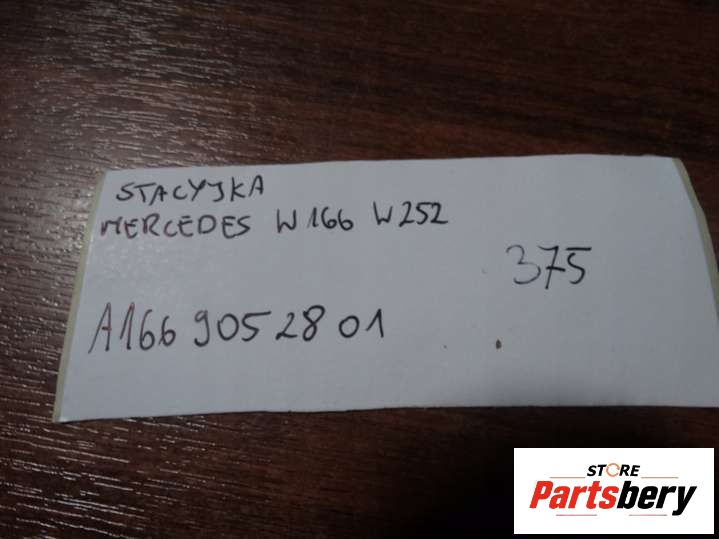 STACYJKA
MERCEDES W166 W252
375
A166 905 28 01
STORE
Partsbery